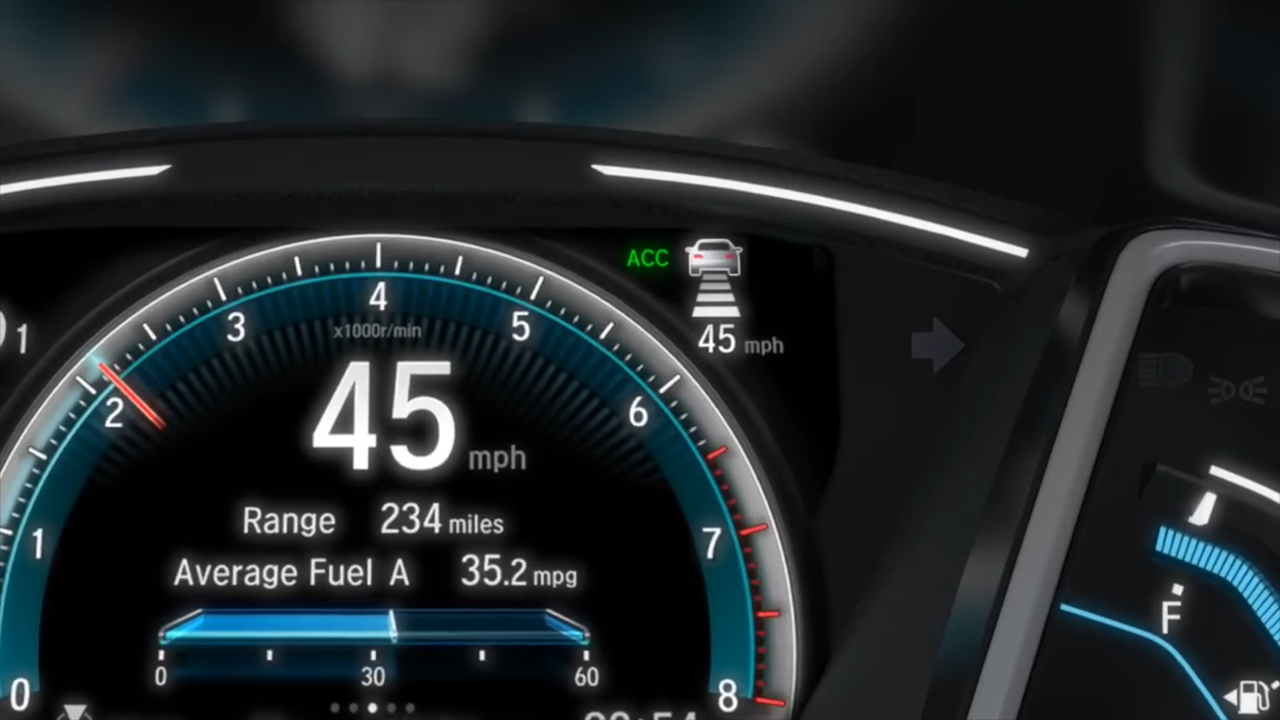 ACC
4
3
5
x1000r/min
45 mph
1
2
6
45
mph
Range 234 miles
1
7
Average Fuel A 35.2 mpg
F
0 30 60
0
8